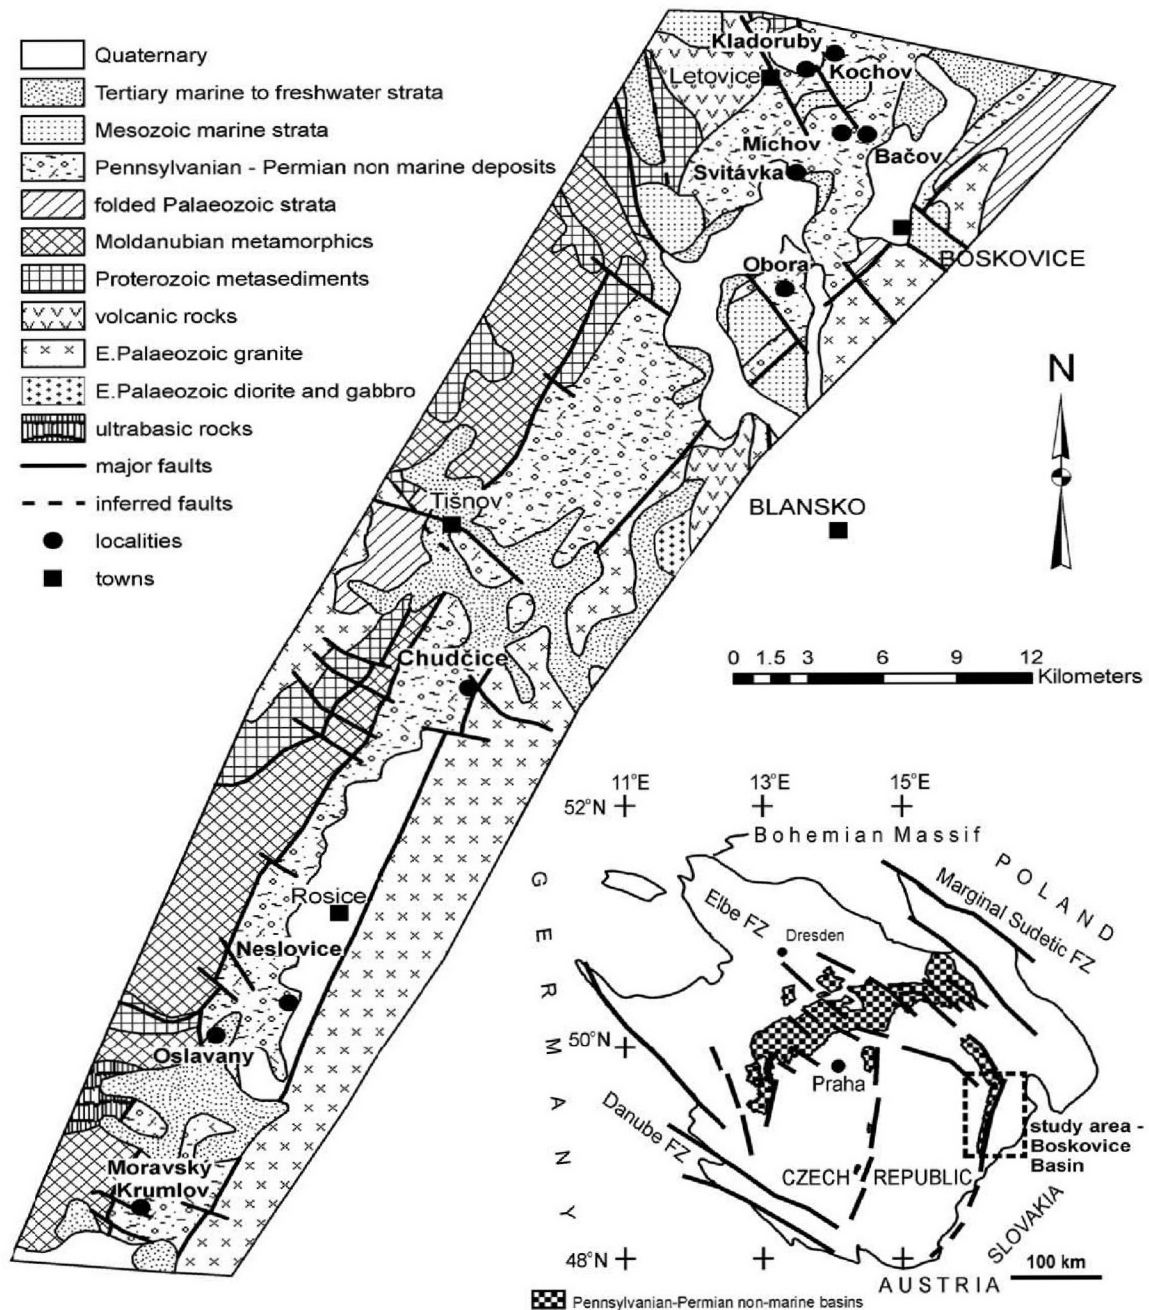 Quaternary
Tertiary marine to freshwater strata
Mesozoic marine strata
Pennsylvanian - Permian non marine deposits
folded Palaeozoic strata
Moldanubian metamorphics
Proterozoic metasediments
volcanic rocks
E.Palaeozoic granite
E.Palaeozoic diorite and gabbro
ultrabasic rocks
major faults
inferred faults
localities
towns
Kladoruby
Letovice
Kochov
Michov
Bačov
Svitávka
BOSKOVICE
Obora
N
Tišnov
BLANSKO
Chudčice
0 1.5 3 6 9 12
Kilometers
Rosice
Neslovice
Oslavany
Moravský
Krumlov
11°E 13°E 15°E
52°N
Bohemian Massif
POLAND
GERMANY
Elbe FZ
Marginal Sudetic FZ
Dresden
50°N
Praha
Danube FZ
study area -
Boskovice
Basin
CZECH REPUBLIC
SLOVAKIA
48°N
100 km
AUSTRIA
Pennsylvanian-Permian non-marine basins